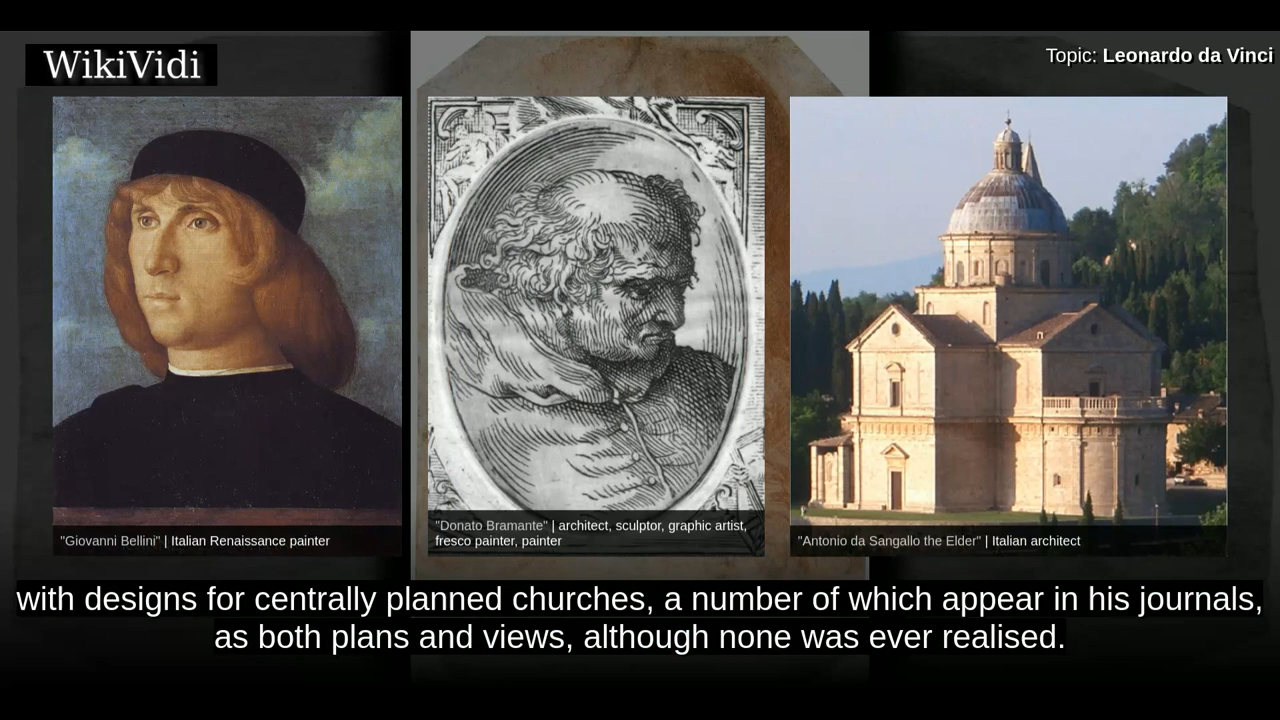 WikiVidi
Topic: Leonardo da Vinci
"Giovanni Bellini" | Italian Renaissance painter
"Donato Bramante" | architect, sculptor, graphic artist,
fresco painter, painter
"Antonio da Sangallo the Elder" | Italian architect
with designs for centrally planned churches, a number of which appear in his journals,
as both plans and views, although none was ever realised.